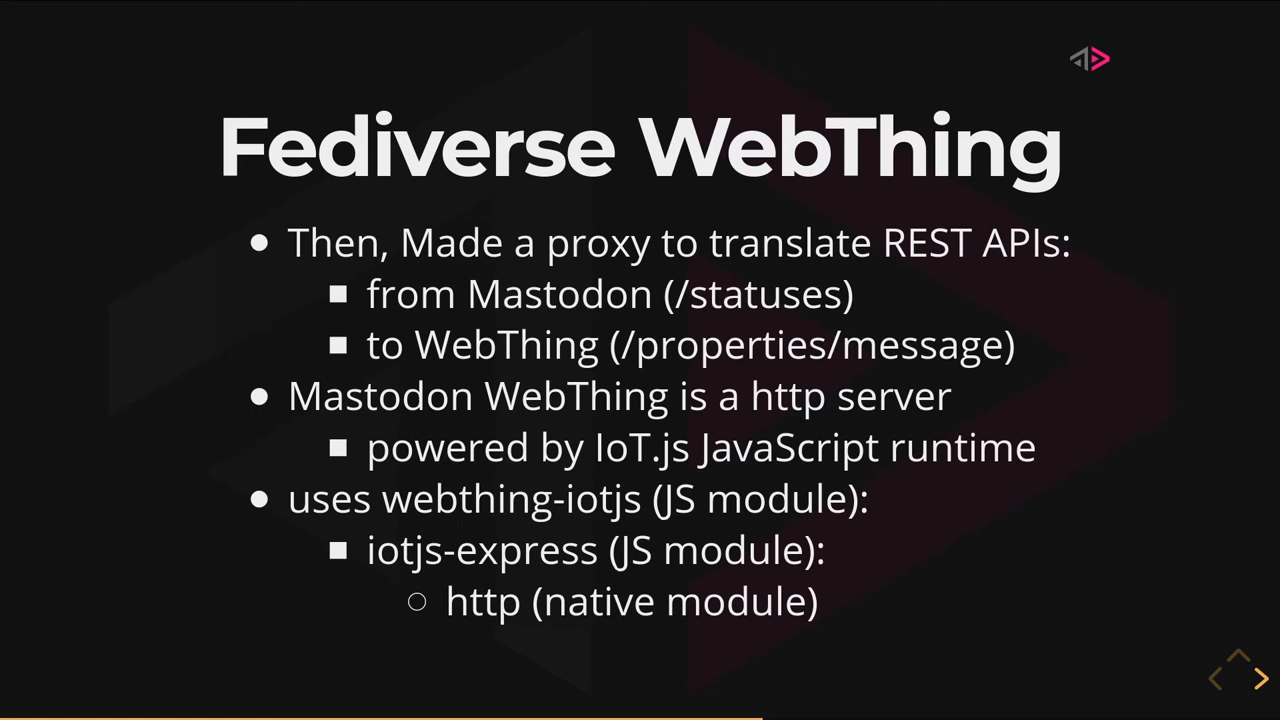 Fediverse WebThing
Then, Made a proxy to translate REST APIs:
from Mastodon (/statuses)
to WebThing (/properties/message)
Mastodon WebThing is a http server
powered by IoT.js JavaScript runtime
uses webthing-iotjs (JS module):
iotjs-express (JS module):
http (native module)